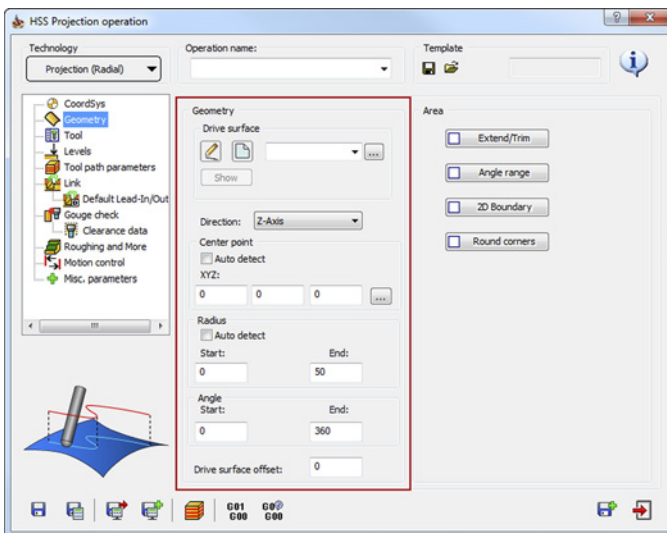 HSS Projection operation
Technology
Projection (Radial)
Operation name:
Template
CoordSys
Geometry
Tool
Levels
Tool path parameters
Link
Default Lead-In/Out
Gouge check
Clearance data
Roughing and More
Motion control
Misc. parameters
Geometry
Drive surface
...
Show
Direction: Z-Axis
Center point
Auto detect
XYZ:
0 0 0 ...
Radius
Auto detect
Start: End:
0 50
Angle
Start: End:
0 360
Drive surface offset: 0
Area
Extend/Trim
Angle range
2D Boundary
Round corners
G01 G00
G00 G00